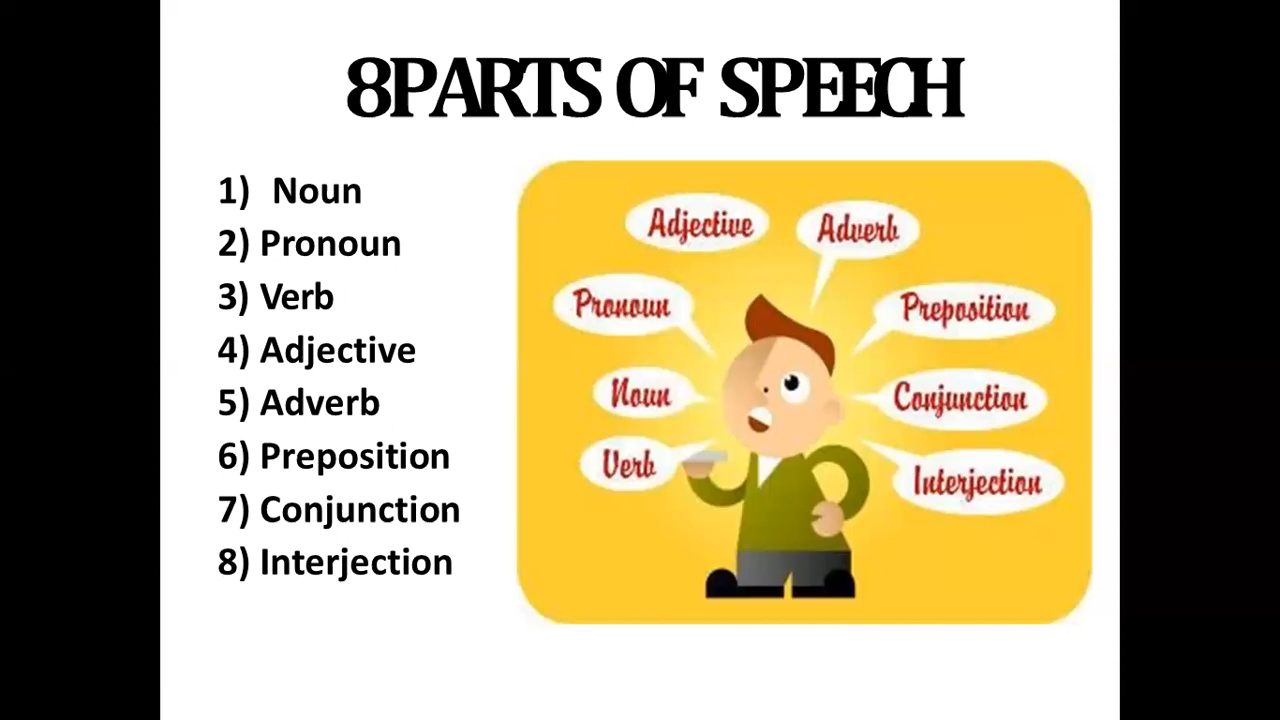 8PARTS OF SPEECH
1) Noun
2) Pronoun
3) Verb
4) Adjective
5) Adverb
6) Preposition
7) Conjunction
8) Interjection
Adjective
Adverb
Pronoun
Preposition
Noun
Conjunction
Verb
Interjection